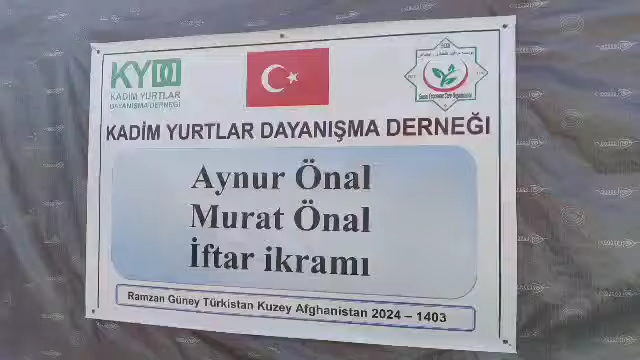 KYDD
KADİM YURTLAR
DAYANIŞMA DERNEĞİ
KADİM YURTLAR DAYANIŞMA DERNEĞİ
Aynur Önal
Murat Önal
İftar ikramı
Ramzan Güney Türkistan Kuzey Afghanistan 2024 – 1403